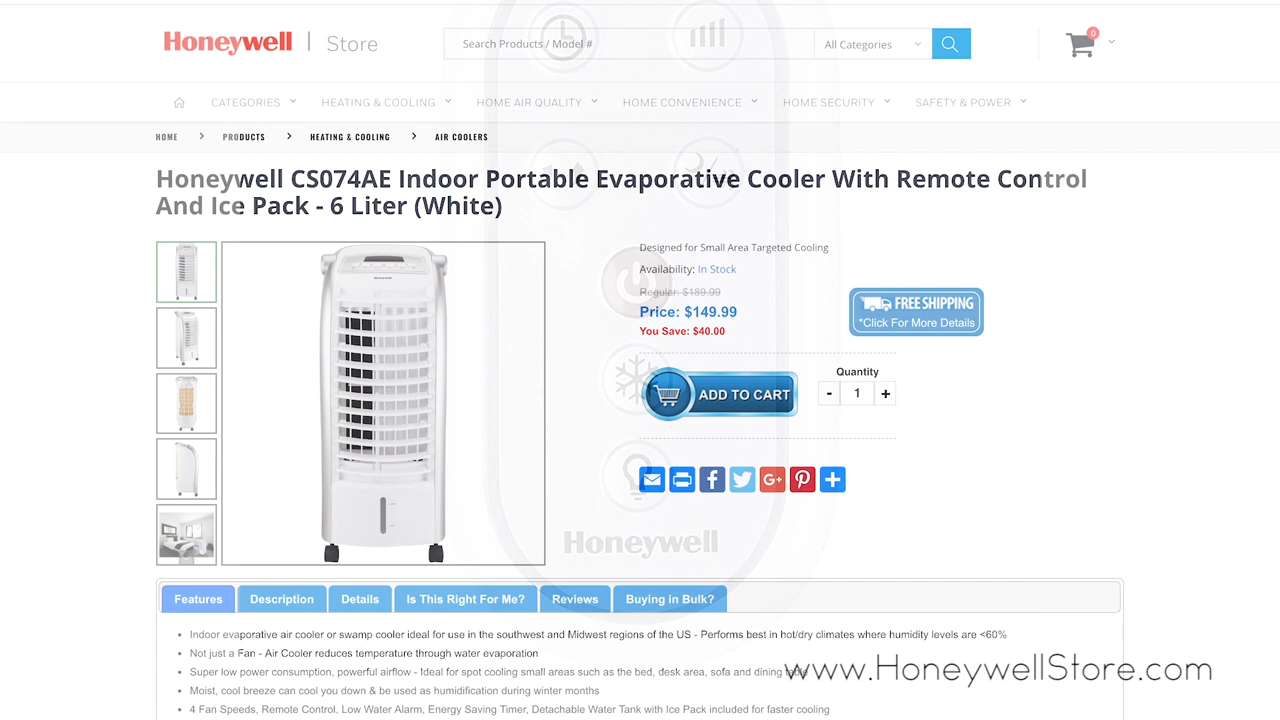 Honeywell | Store
Search Products / Model #
All Categories
0
CATEGORIES
HEATING & COOLING
HOME AIR QUALITY
HOME CONVENIENCE
HOME SECURITY
SAFETY & POWER
HOME > PRODUCTS > HEATING & COOLING > AIR COOLERS
Honeywell CS074AE Indoor Portable Evaporative Cooler With Remote Control
And Ice Pack - 6 Liter (White)
Honeywell
Designed for Small Area Targeted Cooling
Availability: In Stock
Regular: $189.99
Price: $149.99
You Save: $40.00
FREE SHIPPING
*Click For More Details
Quantity
ADD TO CART
- 1 +
Honeywell
Features
Description
Details
Is This Right For Me?
Reviews
Buying in Bulk?
• Indoor evaporative air cooler or swamp cooler ideal for use in the southwest and Midwest regions of the US - Performs best in hot/dry climates where humidity levels are <60%
• Not just a Fan - Air Cooler reduces temperature through water evaporation
• Super low power consumption, powerful airflow - Ideal for spot cooling small areas such as the bed, desk area, sofa and dining table
• Moist, cool breeze can cool you down & be used as humidification during winter months
• 4 Fan Speeds, Remote Control, Low Water Alarm, Energy Saving Timer, Detachable Water Tank with Ice Pack included for faster cooling
www.HoneywellStore.com